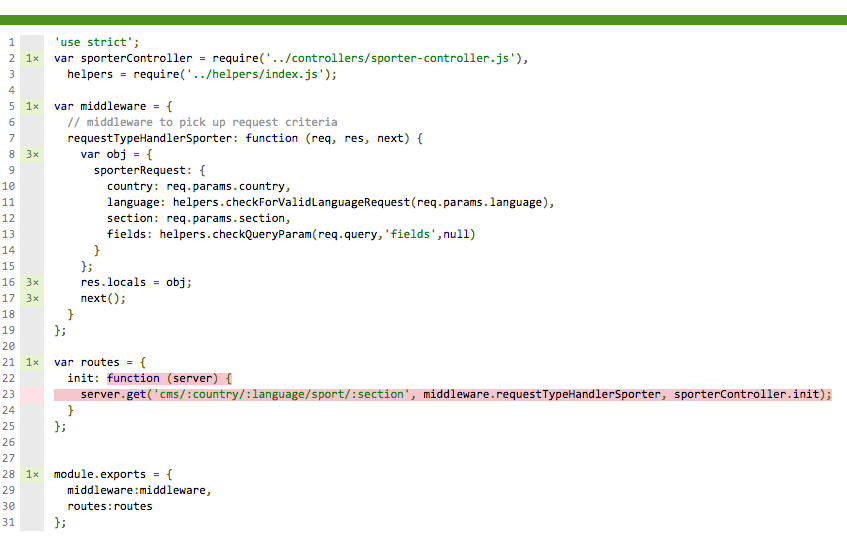 1 'use strict';
2 1× var sporterController = require('../controllers/sporter-controller.js'),
3 helpers = require('../helpers/index.js');
4
5 1× var middleware = {
6 // middleware to pick up request criteria
7 requestTypeHandlerSporter: function (req, res, next) {
8 3× var obj = {
9 sporterRequest: {
10 country: req.params.country,
11 language: helpers.checkForValidLanguageRequest(req.params.language),
12 section: req.params.section,
13 fields: helpers.checkQueryParam(req.query,'fields',null)
14 }
15 };
16 3× res.locals = obj;
17 3× next();
18 }
19 };
20
21 1× var routes = {
22 init: function (server) {
23 server.get('cms/:country/:language/sport/:section', middleware.requestTypeHandlerSporter, sporterController.init);
24 }
25 };
26
27
28 1× module.exports = {
29 middleware:middleware,
30 routes:routes
31 };